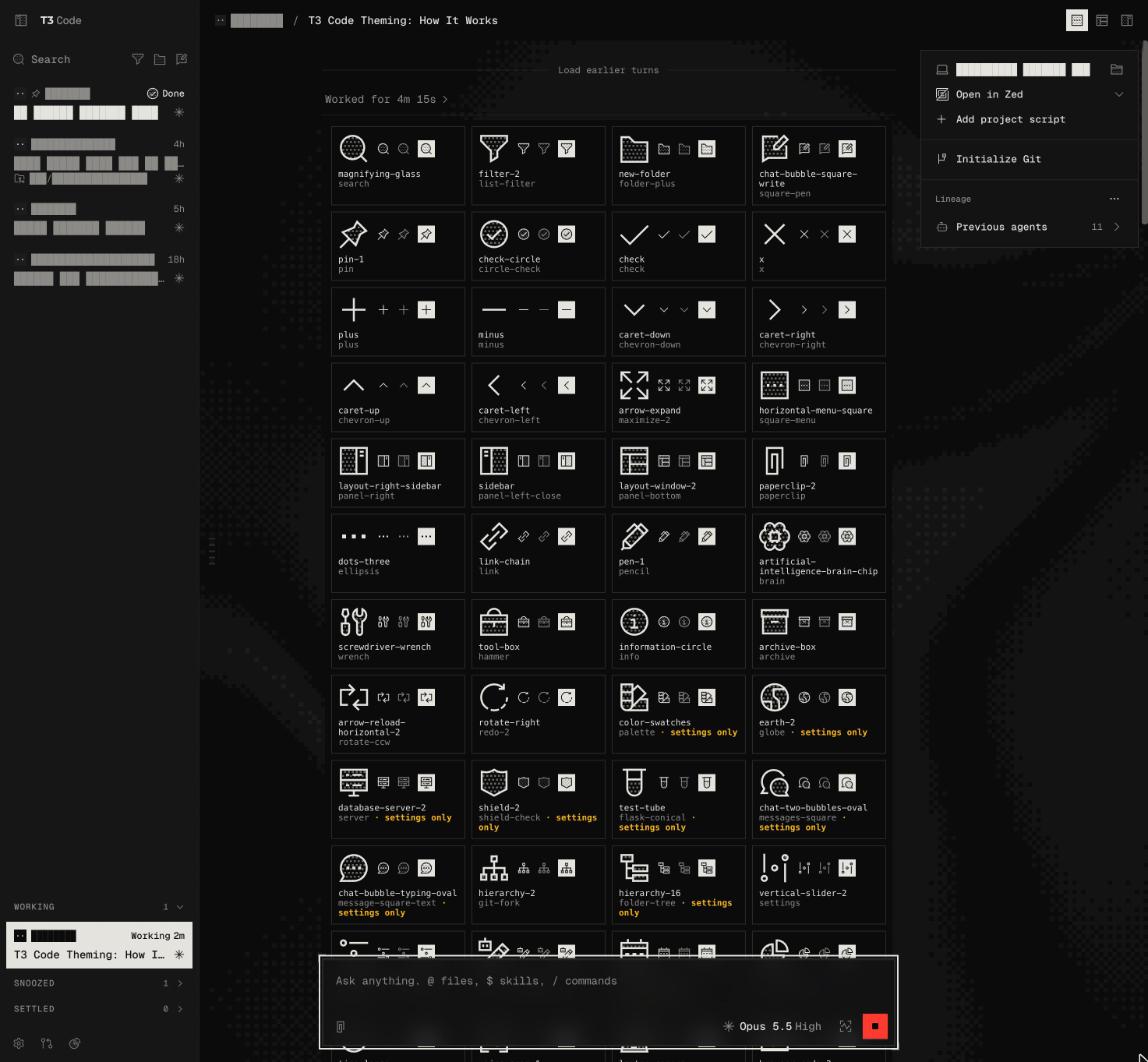 T3 Code
/ T3 Code Theming: How It Works
Search
Done
4h
5h
18h
Load earlier turns
Worked for 4m 15s >
magnifying-glass
search
filter-2
list-filter
new-folder
folder-plus
chat-bubble-square-
write
square-pen
pin-1
pin
check-circle
circle-check
check
check
x
x
plus
plus
minus
minus
caret-down
chevron-down
caret-right
chevron-right
caret-up
chevron-up
caret-left
chevron-left
arrow-expand
maximize-2
horizontal-menu-square
square-menu
layout-right-sidebar
panel-right
sidebar
panel-left-close
layout-window-2
panel-bottom
paperclip-2
paperclip
dots-three
ellipsis
link-chain
link
pen-1
pencil
artificial-
intelligence-brain-chip
brain
screwdriver-wrench
wrench
tool-box
hammer
information-circle
info
archive-box
archive
arrow-reload-
horizontal-2
rotate-ccw
rotate-right
redo-2
color-swatches
palette · settings only
earth-2
globe · settings only
database-server-2
server · settings only
shield-2
shield-check · settings
only
test-tube
flask-conical ·
settings only
chat-two-bubbles-oval
messages-square ·
settings only
chat-bubble-typing-oval
message-square-text ·
settings only
hierarchy-2
git-fork
hierarchy-16
folder-tree · settings
only
vertical-slider-2
settings
Open in Zed
Add project script
Initialize Git
Lineage
Previous agents 11
WORKING 1
Working 2m
T3 Code Theming: How I…
SNOOZED 1
SETTLED 0
Ask anything. @ files, $ skills, / commands
Opus 5.5 High